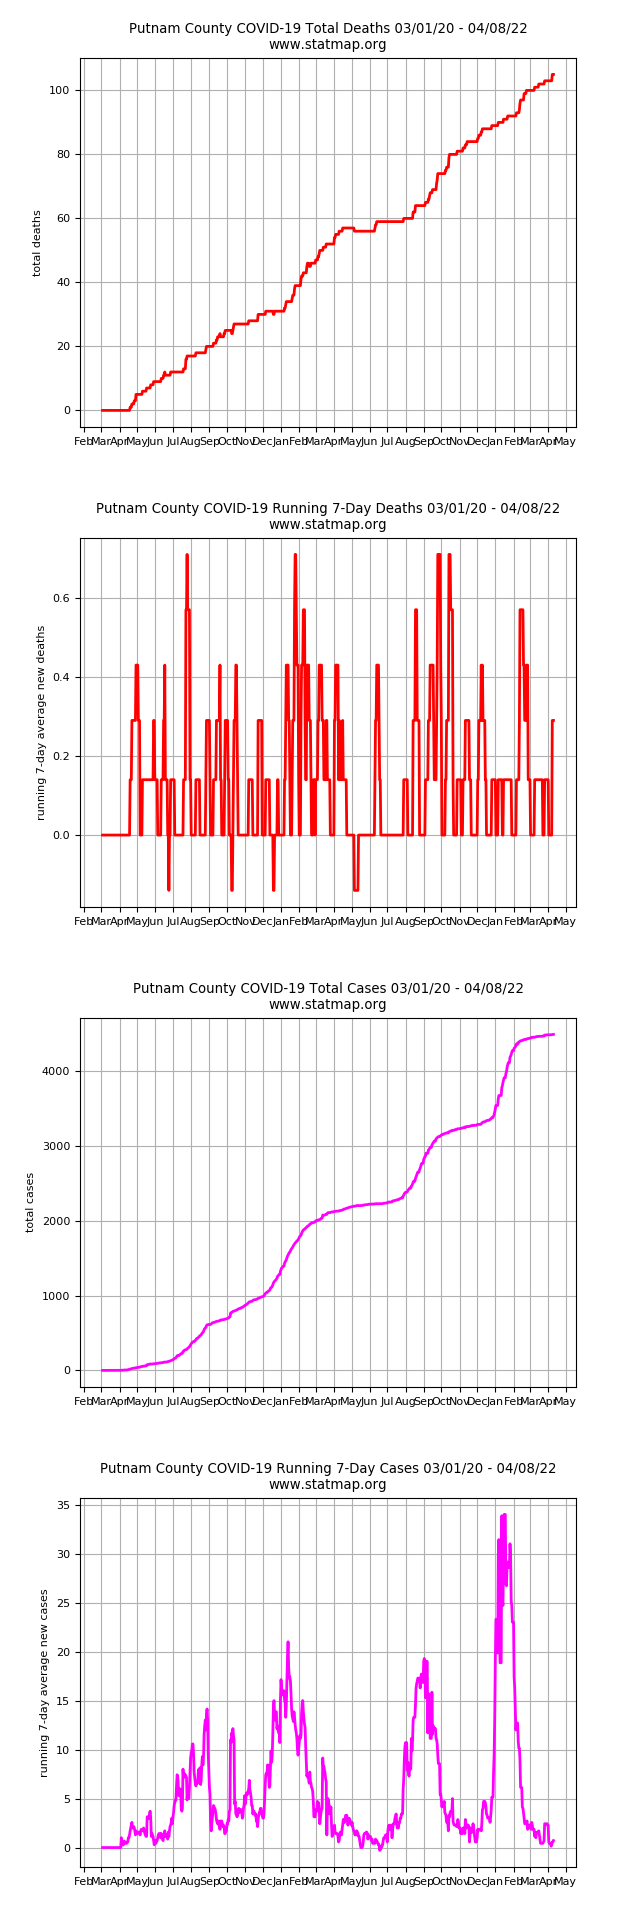 Putnam County COVID-19 Total Deaths 03/01/20 - 04/08/22
www.statmap.org
100
80
60
40
20
0
total deaths
Feb Mar Apr May Jun Jul Aug Sep Oct Nov Dec Jan Feb Mar Apr May Jun Jul Aug Sep Oct Nov Dec Jan Feb Mar Apr May
Putnam County COVID-19 Running 7-Day Deaths 03/01/20 - 04/08/22
www.statmap.org
0.6
0.4
0.2
0.0
running 7-day average new deaths
Feb Mar Apr May Jun Jul Aug Sep Oct Nov Dec Jan Feb Mar Apr May Jun Jul Aug Sep Oct Nov Dec Jan Feb Mar Apr May
Putnam County COVID-19 Total Cases 03/01/20 - 04/08/22
www.statmap.org
4000
3000
2000
1000
0
total cases
Feb Mar Apr May Jun Jul Aug Sep Oct Nov Dec Jan Feb Mar Apr May Jun Jul Aug Sep Oct Nov Dec Jan Feb Mar Apr May
Putnam County COVID-19 Running 7-Day Cases 03/01/20 - 04/08/22
www.statmap.org
35
30
25
20
15
10
5
0
running 7-day average new cases
Feb Mar Apr May Jun Jul Aug Sep Oct Nov Dec Jan Feb Mar Apr May Jun Jul Aug Sep Oct Nov Dec Jan Feb Mar Apr May